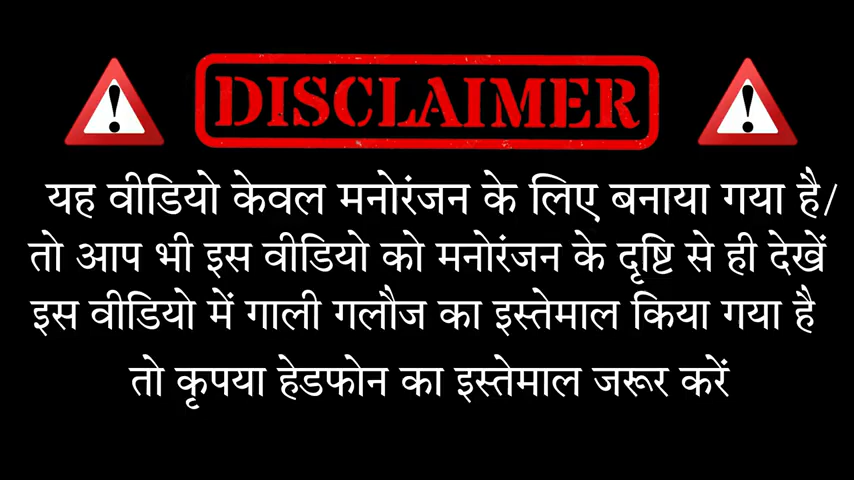 DISCLAIMER
यह वीडियो केवल मनोरंजन के लिए बनाया गया है/
तो आप भी इस वीडियो को मनोरंजन के दृष्टि से ही देखें
इस वीडियो में गाली गलौज का इस्तेमाल किया गया है
तो कृपया हेडफोन का इस्तेमाल जरूर करें